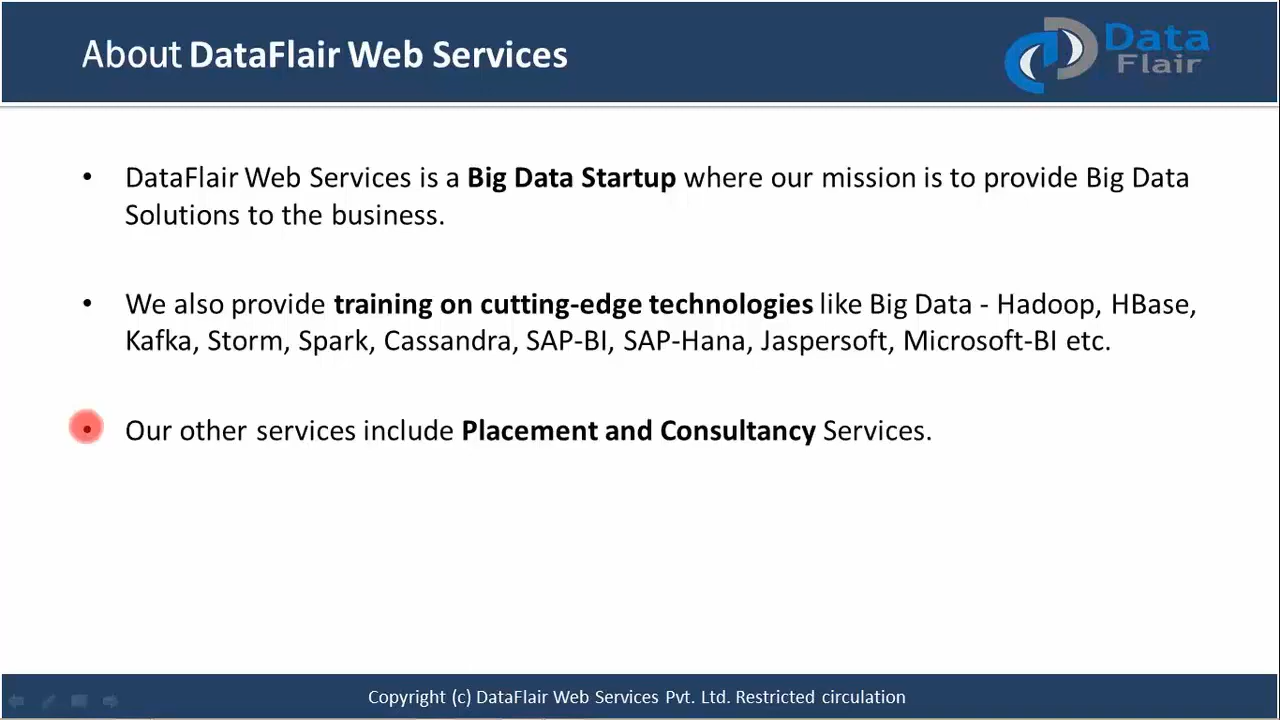 About DataFlair Web Services
Data
Flair
• DataFlair Web Services is a Big Data Startup where our mission is to provide Big Data
Solutions to the business.
• We also provide training on cutting-edge technologies like Big Data - Hadoop, HBase,
Kafka, Storm, Spark, Cassandra, SAP-BI, SAP-Hana, Jaspersoft, Microsoft-BI etc.
• Our other services include Placement and Consultancy Services.
Copyright (c) DataFlair Web Services Pvt. Ltd. Restricted circulation